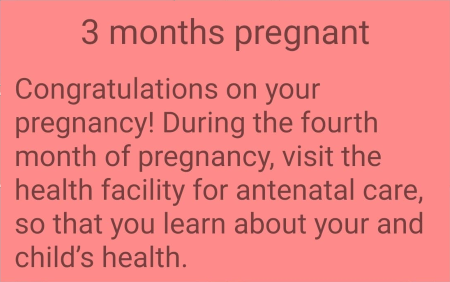 3 months pregnant
Congratulations on your
pregnancy! During the fourth
month of pregnancy, visit the
health facility for antenatal care,
so that you learn about your and
child’s health.